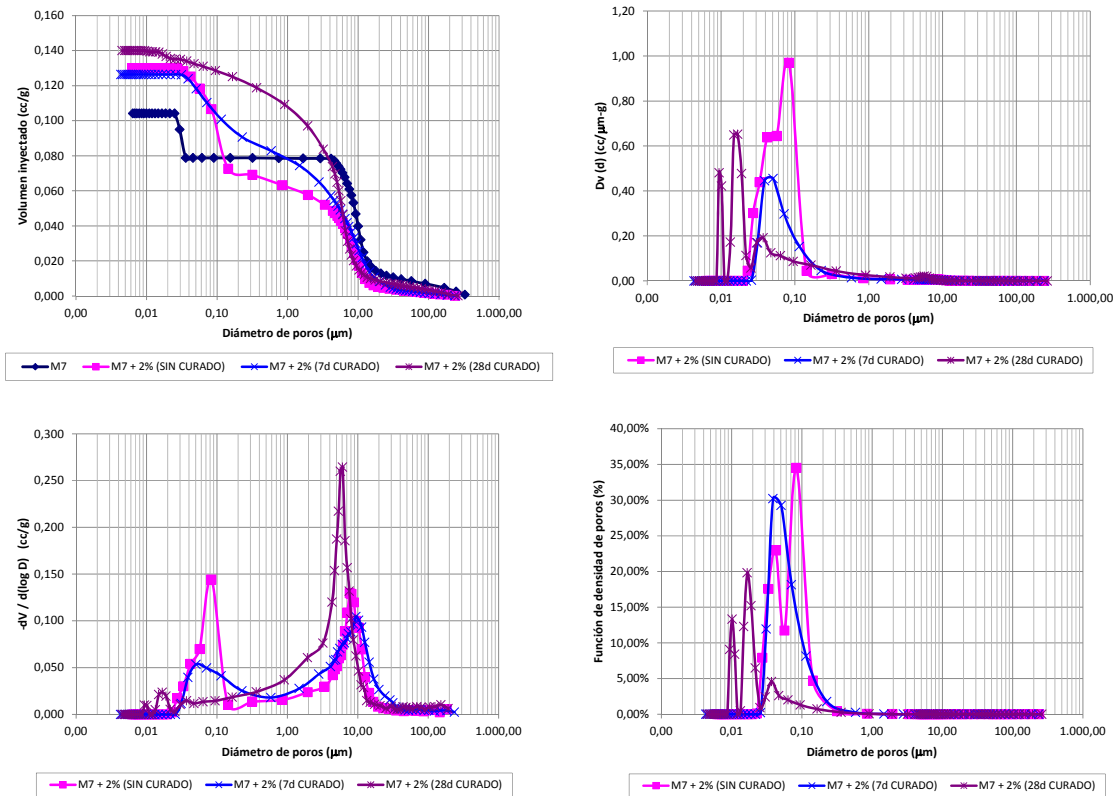 Volumen inyectado (cc/g)
0,160
0,140
0,120
0,100
0,080
0,060
0,040
0,020
0,000
0,00 0,01 0,10 1,00 10,00 100,00 1.000,00
Diámetro de poros (µm)
M7 M7 + 2% (SIN CURADO) M7 + 2% (7d CURADO) M7 + 2% (28d CURADO)
Dv (d) (cc/µm-g)
1,20
1,00
0,80
0,60
0,40
0,20
0,00
0,00 0,01 0,10 1,00 10,00 100,00 1.000,00
Diámetro de poros (µm)
M7 + 2% (SIN CURADO) M7 + 2% (7d CURADO) M7 + 2% (28d CURADO)
-dV / d(log D) (cc/g)
0,300
0,250
0,200
0,150
0,100
0,050
0,000
0,00 0,01 0,10 1,00 10,00 100,00 1.000,00
Diámetro de poros (µm)
M7 + 2% (SIN CURADO) M7 + 2% (7d CURADO) M7 + 2% (28d CURADO)
Función de densidad de poros (%)
40,00%
35,00%
30,00%
25,00%
20,00%
15,00%
10,00%
5,00%
0,00%
0,00 0,01 0,10 1,00 10,00 100,00 1.000,00
Diámetro de poros (µm)
M7 + 2% (SIN CURADO) M7 + 2% (7d CURADO) M7 + 2% (28d CURADO)